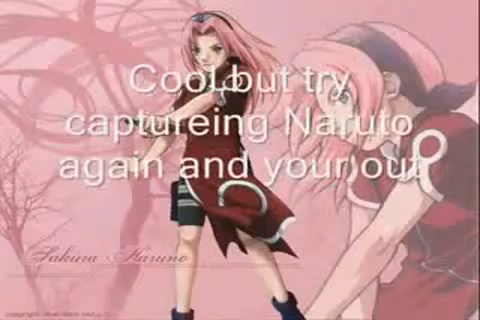 Cool but try
captureing Naruto
again and your out
Sakura Haruno